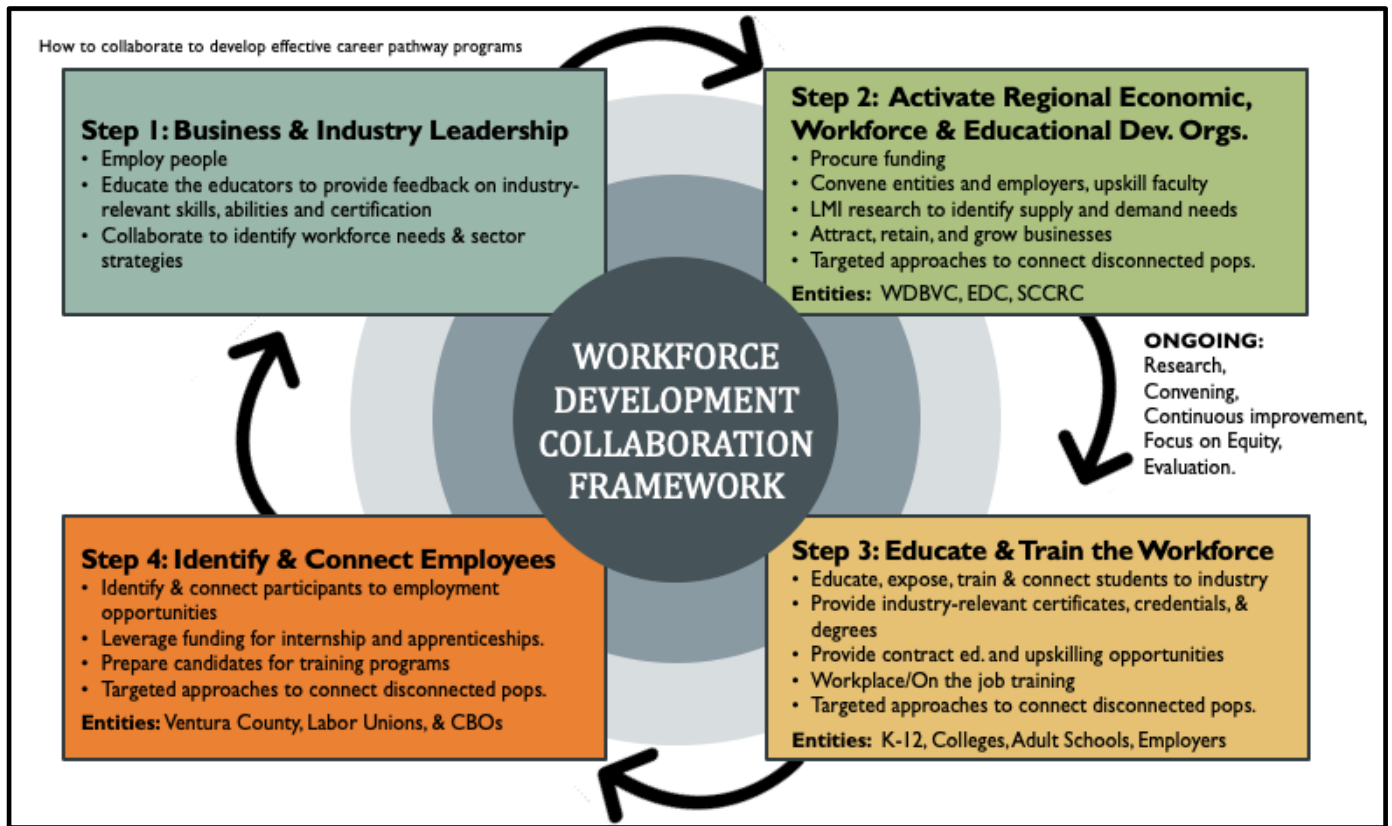 How to collaborate to develop effective career pathway programs
Step 1: Business & Industry Leadership
• Employ people
• Educate the educators to provide feedback on industry-
relevant skills, abilities and certification
• Collaborate to identify workforce needs & sector
strategies
Step 2: Activate Regional Economic,
Workforce & Educational Dev. Orgs.
• Procure funding
• Convene entities and employers, upskill faculty
• LMI research to identify supply and demand needs
• Attract, retain, and grow businesses
• Targeted approaches to connect disconnected pops.
Entities: WDBVC, EDC, SCCRC
ONGOING:
Research,
Convening,
Continuous improvement,
Focus on Equity,
Evaluation.
WORKFORCE
DEVELOPMENT
COLLABORATION
FRAMEWORK
Step 3: Educate & Train the Workforce
• Educate, expose, train & connect students to industry
• Provide industry-relevant certificates, credentials, &
degrees
• Provide contract ed. and upskilling opportunities
• Workplace/On the job training
• Targeted approaches to connect disconnected pops.
Entities: K-12, Colleges, Adult Schools, Employers
Step 4: Identify & Connect Employees
• Identify & connect participants to employment
opportunities
• Leverage funding for internship and apprenticeships.
• Prepare candidates for training programs
• Targeted approaches to connect disconnected pops.
Entities: Ventura County, Labor Unions, & CBOs